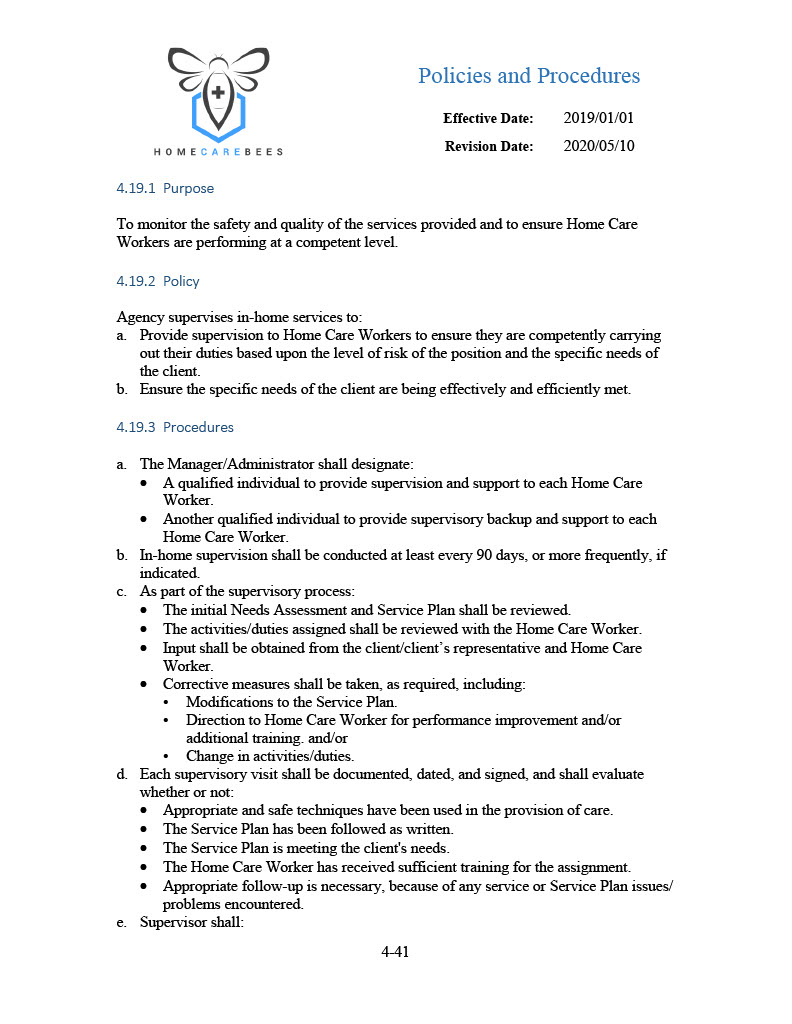 HOMECAREBEES
Policies and Procedures
Effective Date: 2019/01/01
Revision Date: 2020/05/10
4.19.1 Purpose
To monitor the safety and quality of the services provided and to ensure Home Care
Workers are performing at a competent level.
4.19.2 Policy
Agency supervises in-home services to:
a. Provide supervision to Home Care Workers to ensure they are competently carrying
out their duties based upon the level of risk of the position and the specific needs of
the client.
b. Ensure the specific needs of the client are being effectively and efficiently met.
4.19.3 Procedures
a. The Manager/Administrator shall designate:
• A qualified individual to provide supervision and support to each Home Care
Worker.
• Another qualified individual to provide supervisory backup and support to each
Home Care Worker.
b. In-home supervision shall be conducted at least every 90 days, or more frequently, if
indicated.
c. As part of the supervisory process:
• The initial Needs Assessment and Service Plan shall be reviewed.
• The activities/duties assigned shall be reviewed with the Home Care Worker.
• Input shall be obtained from the client/client’s representative and Home Care
Worker.
• Corrective measures shall be taken, as required, including:
• Modifications to the Service Plan.
• Direction to Home Care Worker for performance improvement and/or
additional training. and/or
• Change in activities/duties.
d. Each supervisory visit shall be documented, dated, and signed, and shall evaluate
whether or not:
• Appropriate and safe techniques have been used in the provision of care.
• The Service Plan has been followed as written.
• The Service Plan is meeting the client's needs.
• The Home Care Worker has received sufficient training for the assignment.
• Appropriate follow-up is necessary, because of any service or Service Plan issues/
problems encountered.
e. Supervisor shall:
4-41